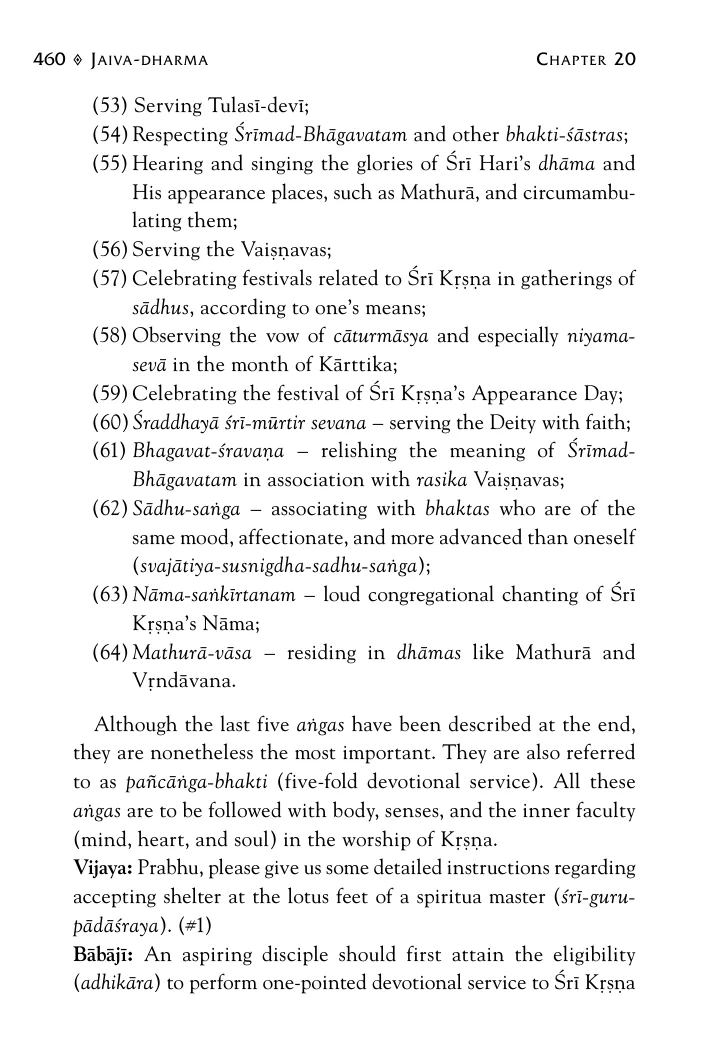 460 ⟡ JAIVA-DHARMA CHAPTER 20
(53) Serving Tulasī-devī;
(54) Respecting Śrīmad-Bhāgavatam and other bhakti-śāstras;
(55) Hearing and singing the glories of Śrī Hari’s dhāma and
His appearance places, such as Mathurā, and circumambu-
lating them;
(56) Serving the Vaiṣṇavas;
(57) Celebrating festivals related to Śrī Kṛṣṇa in gatherings of
sādhus, according to one’s means;
(58) Observing the vow of cāturmāsya and especially niyama-
sevā in the month of Kārttika;
(59) Celebrating the festival of Śrī Kṛṣṇa’s Appearance Day;
(60) Śraddhayā śrī-mūrtir sevana – serving the Deity with faith;
(61) Bhagavat-śravaṇa – relishing the meaning of Śrīmad-
Bhāgavatam in association with rasika Vaiṣṇavas;
(62) Sādhu-saṅga – associating with bhaktas who are of the
same mood, affectionate, and more advanced than oneself
(svajātiya-susnigdha-sadhu-saṅga);
(63) Nāma-saṅkīrtanam – loud congregational chanting of Śrī
Kṛṣṇa’s Nāma;
(64) Mathurā-vāsa – residing in dhāmas like Mathurā and
Vṛndāvana.
Although the last five aṅgas have been described at the end,
they are nonetheless the most important. They are also referred
to as pañcāṅga-bhakti (five-fold devotional service). All these
aṅgas are to be followed with body, senses, and the inner faculty
(mind, heart, and soul) in the worship of Kṛṣṇa.
Vijaya: Prabhu, please give us some detailed instructions regarding
accepting shelter at the lotus feet of a spiritua master (śrī-guru-
pādāśraya). (#1)
Bābājī: An aspiring disciple should first attain the eligibility
(adhikāra) to perform one-pointed devotional service to Śrī Kṛṣṇa